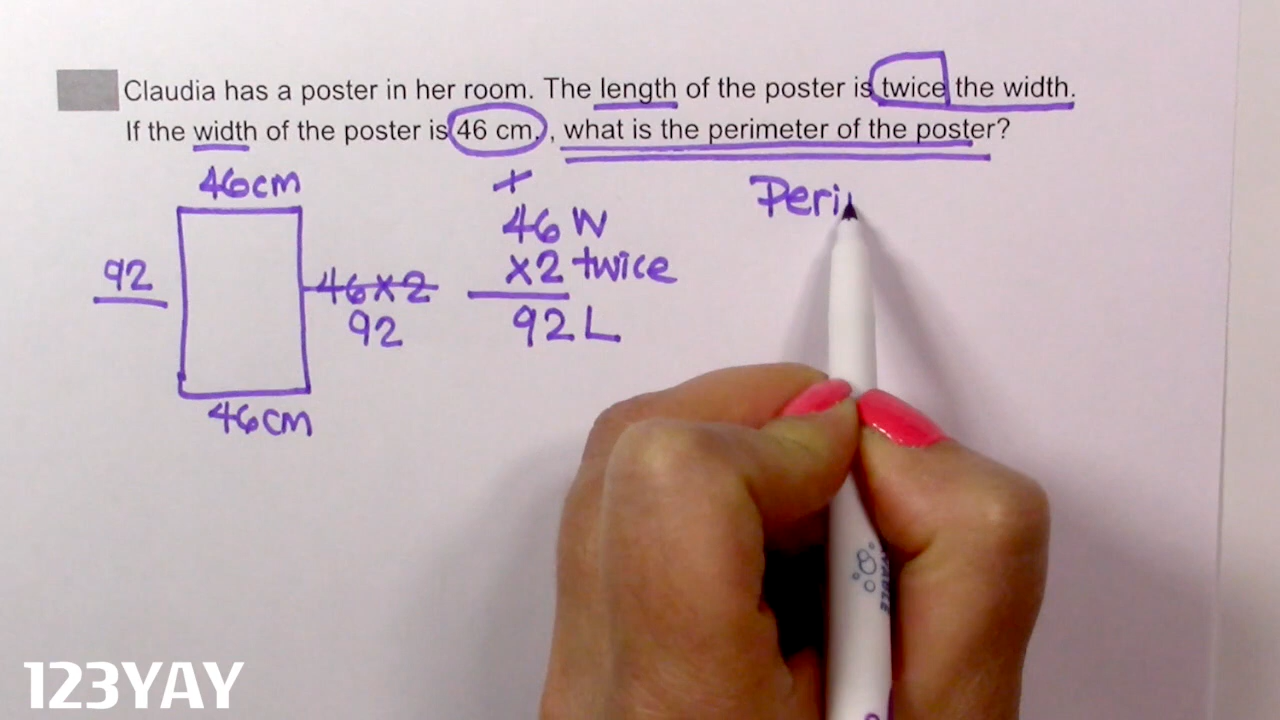 Claudia has a poster in her room. The length of the poster is twice the width.
If the width of the poster is 46 cm. , what is the perimeter of the poster?
46cm
+
Peri
46 W
92
46x2
x2 twice
92
92 L
46cm
123YAY